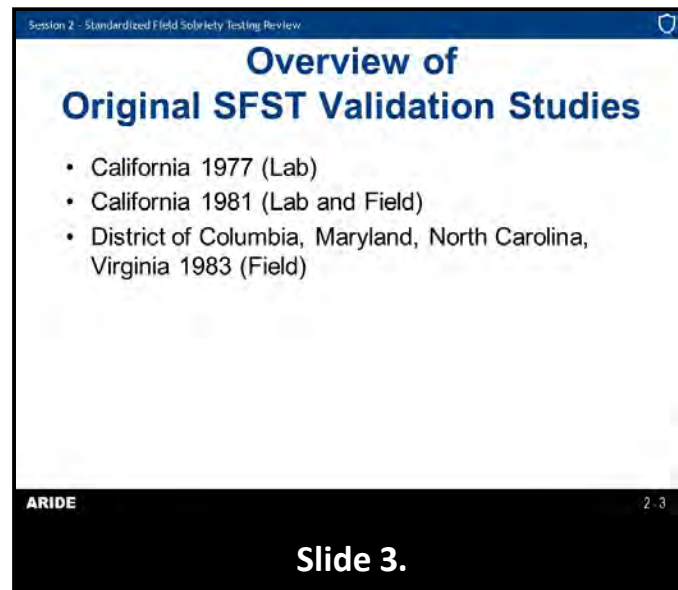 Session 2 - Standardized Field Sobriety Testing Review
Overview of
Original SFST Validation Studies
• California 1977 (Lab)
• California 1981 (Lab and Field)
• District of Columbia, Maryland, North Carolina,
Virginia 1983 (Field)
ARIDE
2-3
Slide 3.